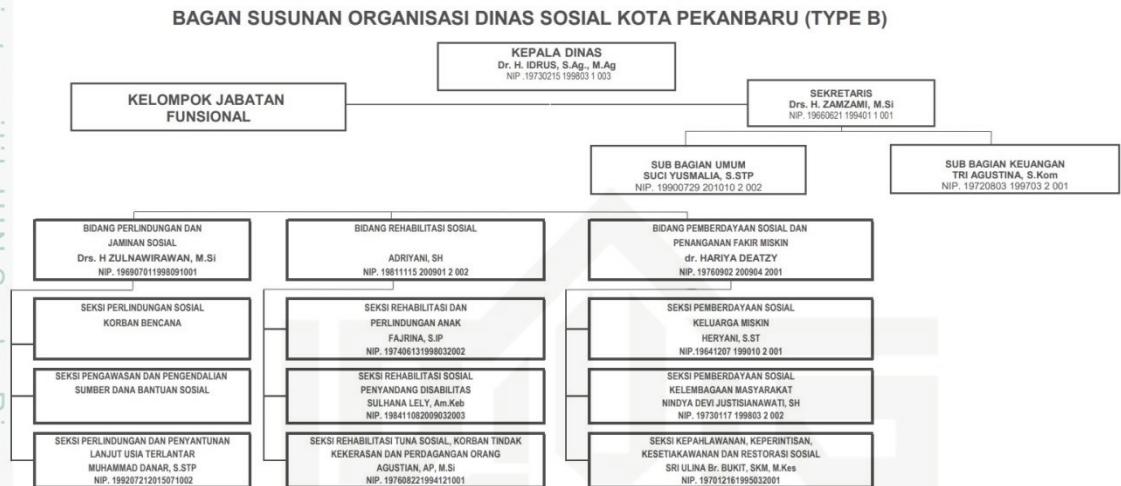 BAGAN SUSUNAN ORGANISASI DINAS SOSIAL KOTA PEKANBARU (TYPE B)
KEPALA DINAS
Dr. H. IDRUS, S.Ag., M.Ag
NIP .19730215 199803 1 003
KELOMPOK JABATAN
FUNSIONAL
SEKRETARIS
Drs. H. ZAMZAMI, M.Si
NIP. 19660621 199401 1 001
SUB BAGIAN UMUM
SUCI YUSMALIA, S.STP
NIP. 19900729 201010 2 002
SUB BAGIAN KEUANGAN
TRI AGUSTINA, S.Kom
NIP. 19720803 199703 2 001
BIDANG PERLINDUNGAN DAN
JAMINAN SOSIAL
Drs. H ZULNAWIRAWAN, M.Si
NIP. 196907011998091001
SEKSI PERLINDUNGAN SOSIAL
KORBAN BENCANA
SEKSI PENGAWASAN DAN PENGENDALIAN
SUMBER DANA BANTUAN SOSIAL
SEKSI PERLINDUNGAN DAN PENYANTUNAN
LANJUT USIA TERLANTAR
MUHAMMAD DANAR, S.STP
NIP. 199207212015071002
BIDANG REHABILITASI SOSIAL
ADRIYANI, SH
NIP. 19811115 200901 2 002
SEKSI REHABILITASI DAN
PERLINDUNGAN ANAK
FAJRINA, S.IP
NIP. 197406131998032002
SEKSI REHABILITASI SOSIAL
PENYANDANG DISABILITAS
SULHANA LELY, Am.Keb
NIP. 198411082009032003
SEKSI REHABILITASI TUNA SOSIAL, KORBAN TINDAK
KEKERASAN DAN PERDAGANGAN ORANG
AGUSTIAN, AP, M.Si
NIP. 197608221994121001
BIDANG PEMBERDAYAAN SOSIAL DAN
PENANGANAN FAKIR MISKIN
dr. HARIYA DEATZY
NIP. 19760902 200904 2001
SEKSI PEMBERDAYAAN SOSIAL
KELUARGA MISKIN
HERYANI, S.ST
NIP.19641207 199010 2 001
SEKSI PEMBERDAYAAN SOSIAL
KELEMBAGAAN MASYARAKAT
NINDYA DEVI JUSTISIANAWATI, SH
NIP. 19730117 199803 2 002
SEKSI KEPAHLAWANAN, KEPERINTISAN,
KESETIAKAWANAN DAN RESTORASI SOSIAL
SRI ULINA Br. BUKIT, SKM, M.Kes
NIP. 197012161995032001